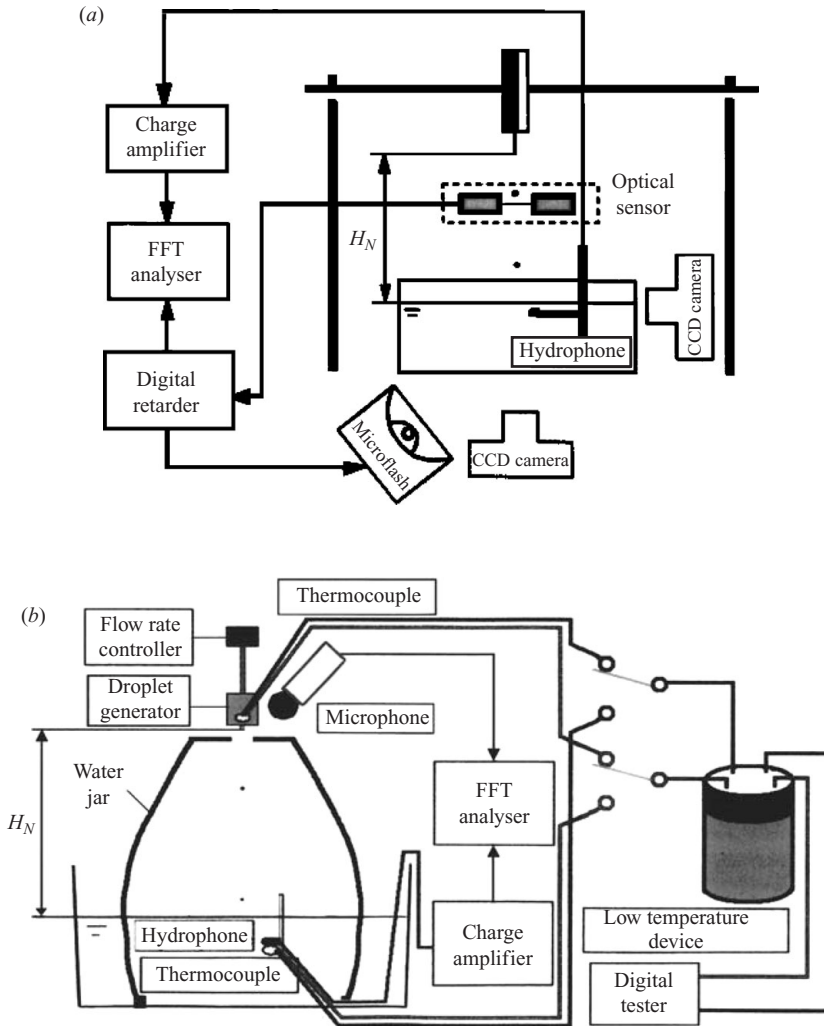 (a)
Charge
amplifier
FFT
analyser
Digital
retarder
H_N
Optical
sensor
Hydrophone
CCD camera
Microflash
CCD camera
(b)
Thermocouple
Flow rate
controller
Droplet
generator
Microphone
Water
jar
H_N
FFT
analyser
Hydrophone
Thermocouple
Charge
amplifier
Low temperature
device
Digital
tester